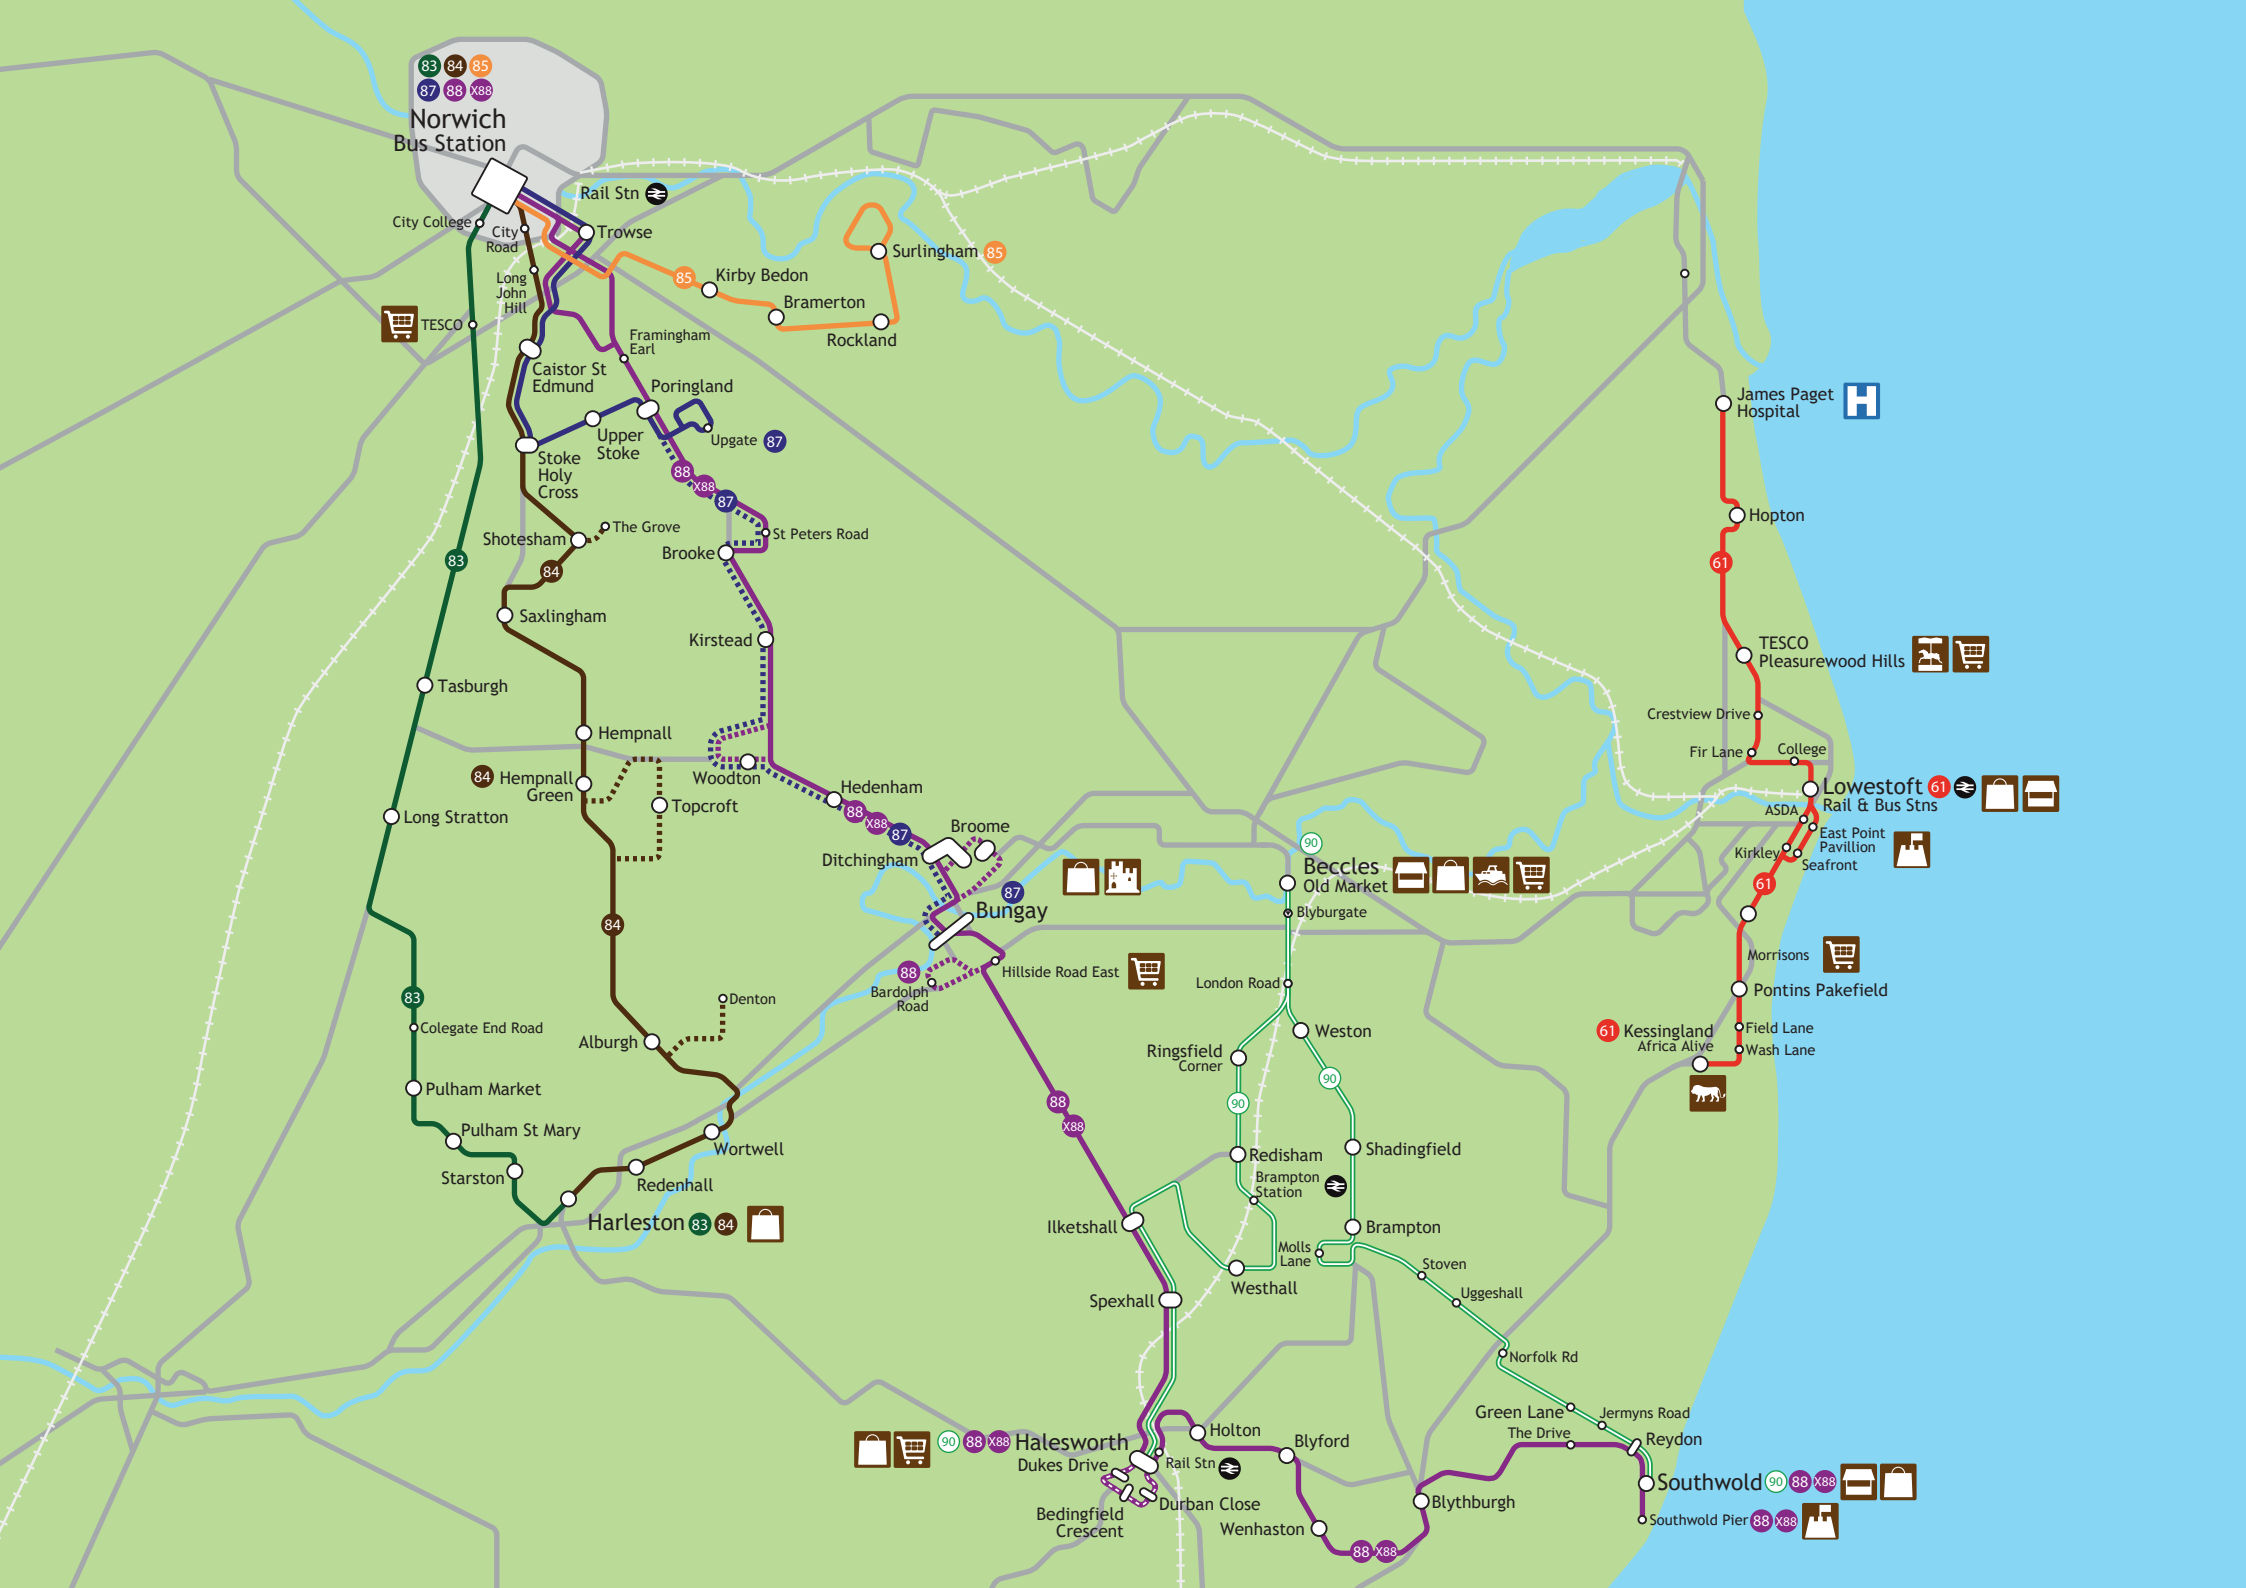 83 84 85
87 88 X88
Norwich
Bus Station
Rail Stn
City College
City
Road
Trowse
Long
John
Hill
TESCO
85
Kirby Bedon
Surlingham 85
Bramerton
Rockland
Framingham
Earl
Caistor St
Edmund
Poringland
Upper
Stoke
Upgate 87
Stoke
Holy
Cross
88
X88
87
The Grove
Shotesham
St Peters Road
Brooke
83
84
Saxlingham
Kirstead
Tasburgh
Hempnall
84 Hempnall
Green
Woodton
Topcroft
Hedenham
88
X88
87
Long Stratton
Broome
Ditchingham
87
Bungay
84
88
Bardolph
Road
Hillside Road East
83
Denton
Colegate End Road
Alburgh
Pulham Market
Pulham St Mary
Wortwell
Starston
Redenhall
Harleston 83 84
88
X88
90
Beccles
Old Market
Blyburgate
London Road
Weston
Ringsfield
Corner
90
90
Redisham
Shadingfield
Brampton
Station
Ilketshall
Brampton
Molls
Lane
Westhall
Stoven
Spexhall
Uggeshall
Norfolk Rd
Green Lane
Jermyns Road
The Drive
Reydon
90 88 X88 Halesworth
Dukes Drive
Rail Stn
Holton
Blyford
Bedingfield
Crescent
Durban Close
Wenhaston
Blythburgh
88 X88
Southwold 90 88 X88
Southwold Pier 88 X88
James Paget
Hospital
H
Hopton
61
TESCO
Pleasurewood Hills
Crestview Drive
Fir Lane
College
Lowestoft 61
Rail & Bus Stns
ASDA
East Point
Pavillion
Kirkley
Seafront
61
Morrisons
Pontins Pakefield
61 Kessingland
Africa Alive
Field Lane
Wash Lane